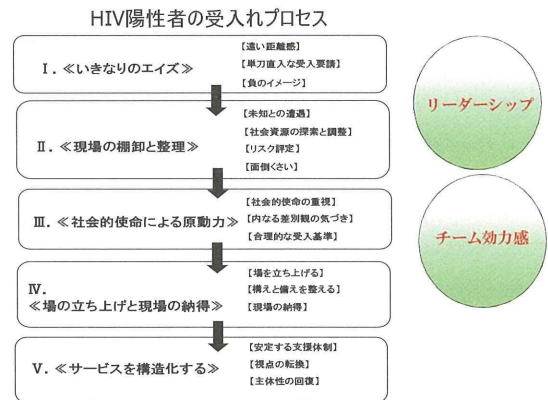 HIV陽性者の受入れプロセス
Ⅰ．≪いきなりのエイズ≫
【遠い距離感】
【単刀直入な受入要請】
【負のイメージ】
Ⅱ．≪現場の棚卸と整理≫
【未知との遭遇】
【社会資源の探索と調整】
【リスク評定】
【面倒くさい】
Ⅲ．≪社会的使命による原動力≫
【社会的使命の重視】
【内なる差別観の気づき】
【合理的な受入基準】
Ⅳ．
≪場の立ち上げと現場の納得≫
【場を立ち上げる】
【構えと備えを整える】
【現場の納得】
Ⅴ．≪サービスを構造化する≫
【安定する支援体制】
【視点の転換】
【主体性の回復】
リーダーシップ
チーム効力感